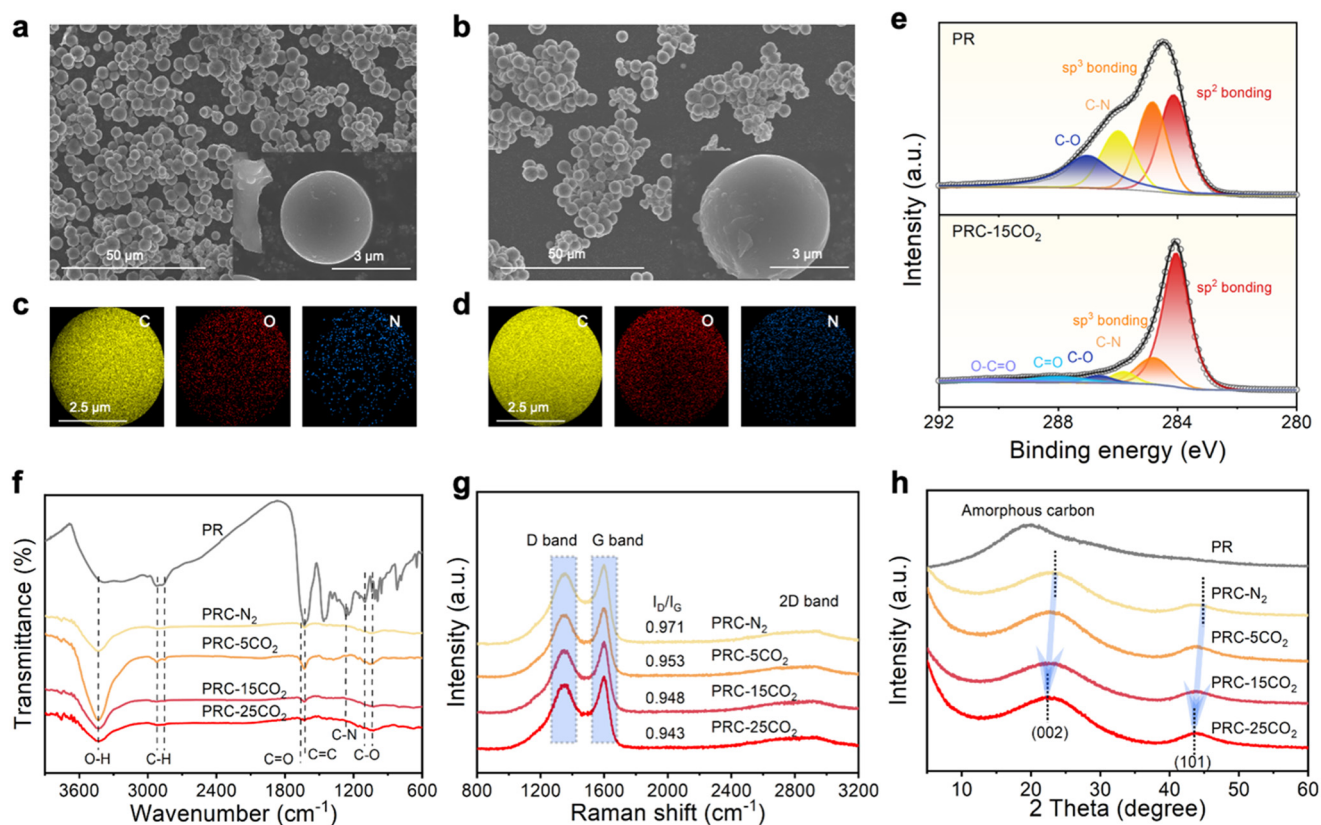 a
50 μm
3 μm
b
50 μm
3 μm
c
C
O
N
2.5 μm
d
C
O
N
2.5 μm
e
PR
sp³ bonding
sp² bonding
C-N
C-O
PRC-15CO₂
sp² bonding
sp³ bonding
C-N
O-C=O
C=O
C-O
292
288
284
280
Intensity (a.u.)
Binding energy (eV)
f
PR
PRC-N₂
PRC-5CO₂
PRC-15CO₂
PRC-25CO₂
O-H
C-H
C=O
C=C
C-N
C-O
3600
3000
2400
1800
1200
600
Transmittance (%)
Wavenumber (cm⁻¹)
g
D band
G band
2D band
I_D/I_G
0.971
PRC-N₂
0.953
PRC-5CO₂
0.948
PRC-15CO₂
0.943
PRC-25CO₂
800
1200
1600
2000
2400
2800
3200
Intensity (a.u.)
Raman shift (cm⁻¹)
h
Amorphous carbon
PR
PRC-N₂
PRC-5CO₂
PRC-15CO₂
PRC-25CO₂
(002)
(101)
10
20
30
40
50
60
Intensity (a.u.)
2 Theta (degree)